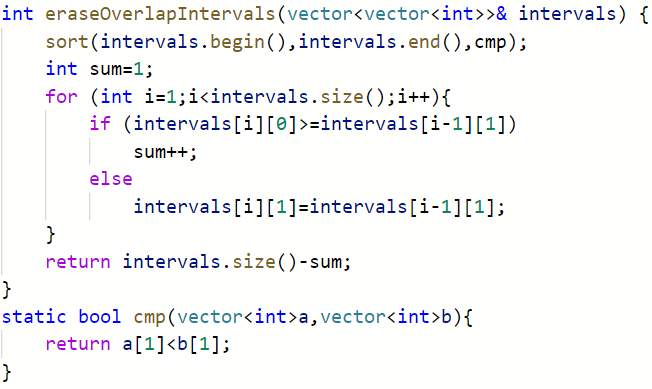 int eraseOverlapIntervals(vector<vector<int>>& intervals) {
    sort(intervals.begin(),intervals.end(),cmp);
    int sum=1;
    for (int i=1;i<intervals.size();i++){
        if (intervals[i][0]>=intervals[i-1][1])
            sum++;
        else
            intervals[i][1]=intervals[i-1][1];
    }
    return intervals.size()-sum;
}
static bool cmp(vector<int>a,vector<int>b){
    return a[1]<b[1];
}